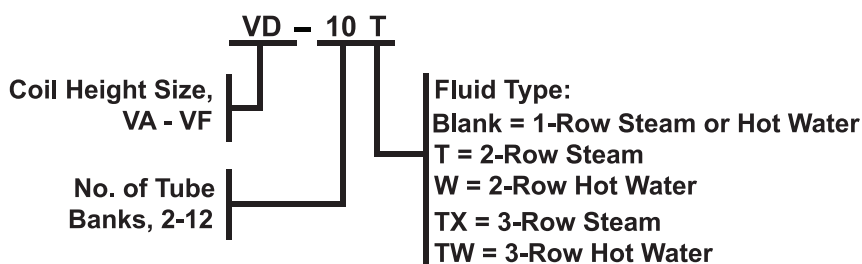 VD - 10 T
Coil Height Size,
VA - VF
No. of Tube
Banks, 2-12
Fluid Type:
Blank = 1-Row Steam or Hot Water
T = 2-Row Steam
W = 2-Row Hot Water
TX = 3-Row Steam
TW = 3-Row Hot Water